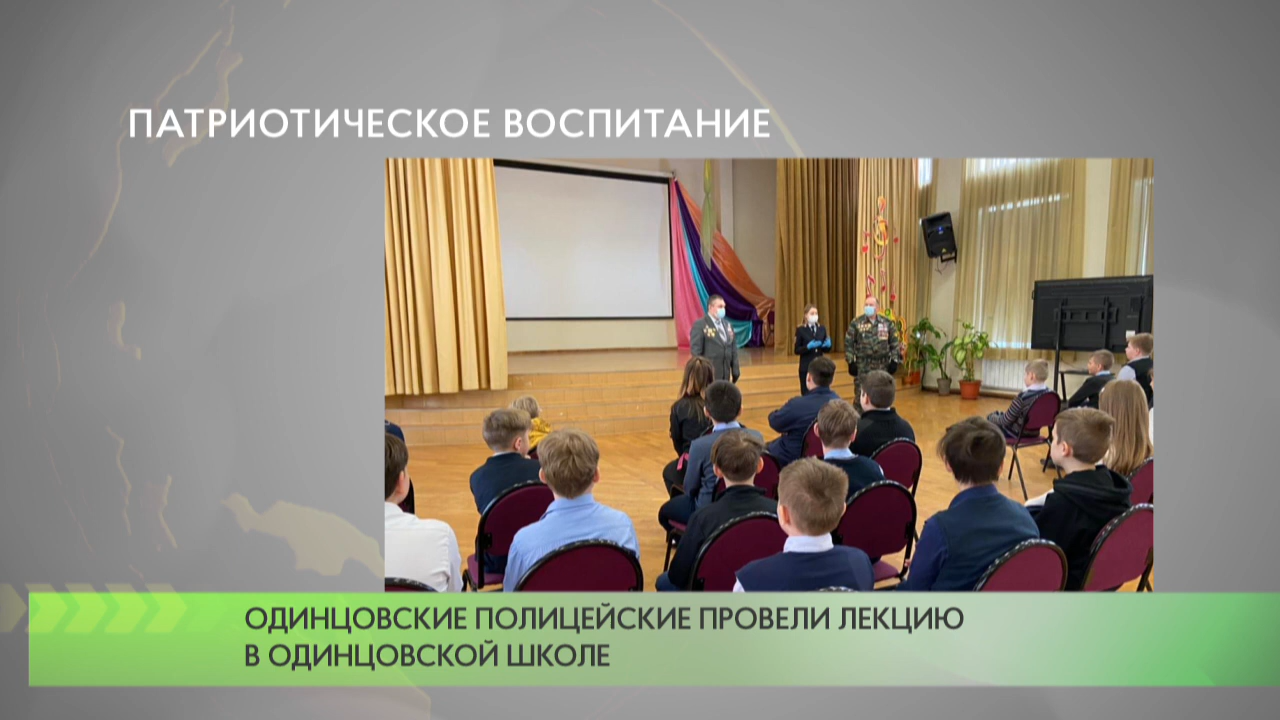 ПАТРИОТИЧЕСКОЕ ВОСПИТАНИЕ
ОДИНЦОВСКИЕ ПОЛИЦЕЙСКИЕ ПРОВЕЛИ ЛЕКЦИЮ
В ОДИНЦОВСКОЙ ШКОЛЕ